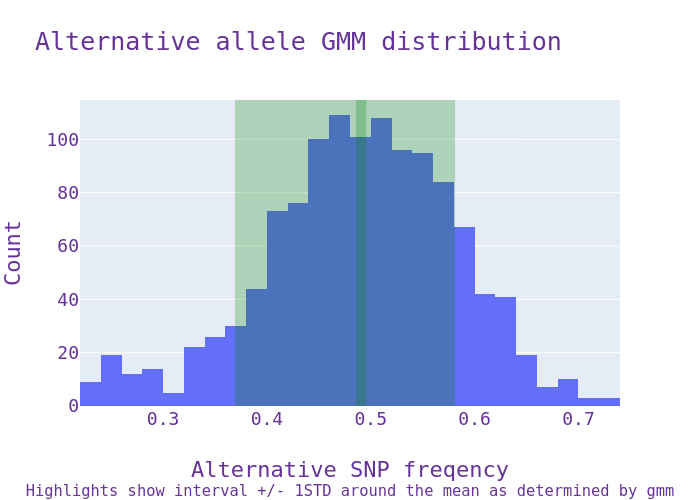 Alternative allele GMM distribution
100
80
60
40
20
0
Count
0.3
0.4
0.5
0.6
0.7
Alternative SNP freqency
Highlights show interval +/- 1STD around the mean as determined by gmm